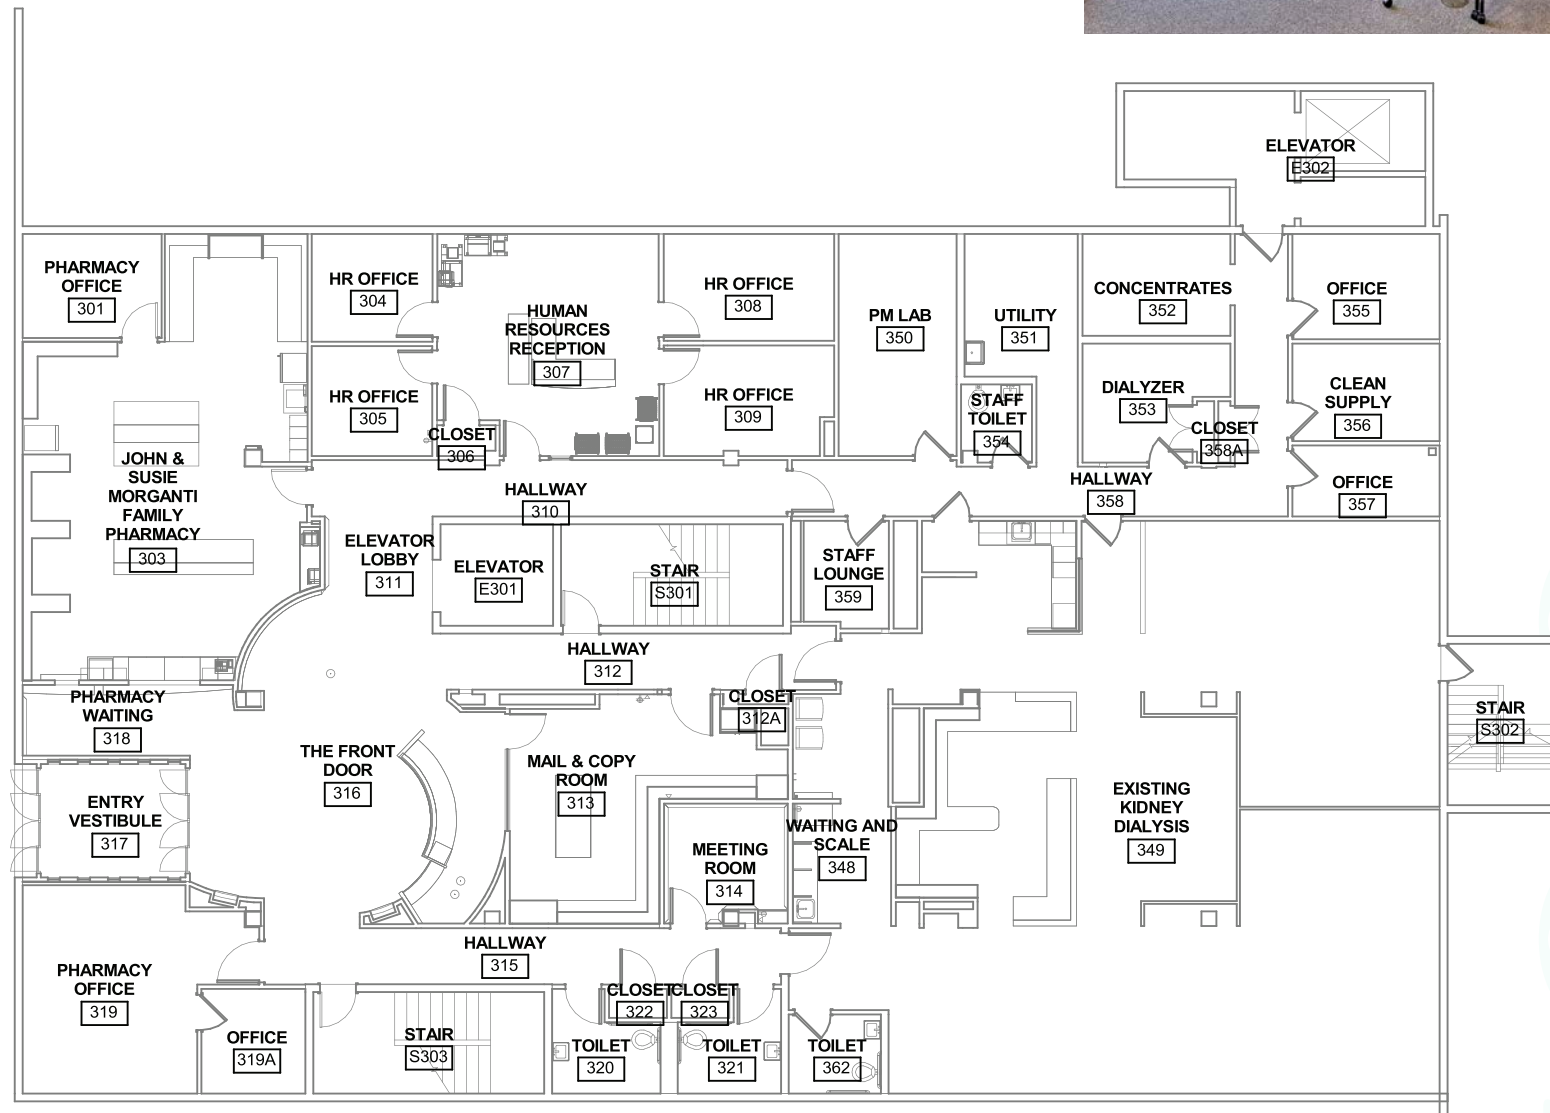 ELEVATOR
E302
PHARMACY
OFFICE
301
HR OFFICE
304
HUMAN
RESOURCES
RECEPTION
307
HR OFFICE
308
PM LAB
350
UTILITY
351
CONCENTRATES
352
OFFICE
355
HR OFFICE
305
CLOSET
306
HR OFFICE
309
STAFF
TOILET
354
DIALYZER
353
CLOSET
358A
CLEAN
SUPPLY
356
JOHN &
SUSIE
MORGANTI
FAMILY
PHARMACY
303
HALLWAY
310
HALLWAY
358
OFFICE
357
ELEVATOR
LOBBY
311
ELEVATOR
E301
STAIR
S301
STAFF
LOUNGE
359
HALLWAY
312
PHARMACY
WAITING
318
CLOSET
312A
STAIR
S302
THE FRONT
DOOR
316
MAIL & COPY
ROOM
313
ENTRY
VESTIBULE
317
MEETING
ROOM
314
WAITING AND
SCALE
348
EXISTING
KIDNEY
DIALYSIS
349
HALLWAY
315
PHARMACY
OFFICE
319
OFFICE
319A
STAIR
S303
CLOSET
322
CLOSET
323
TOILET
320
TOILET
321
TOILET
362